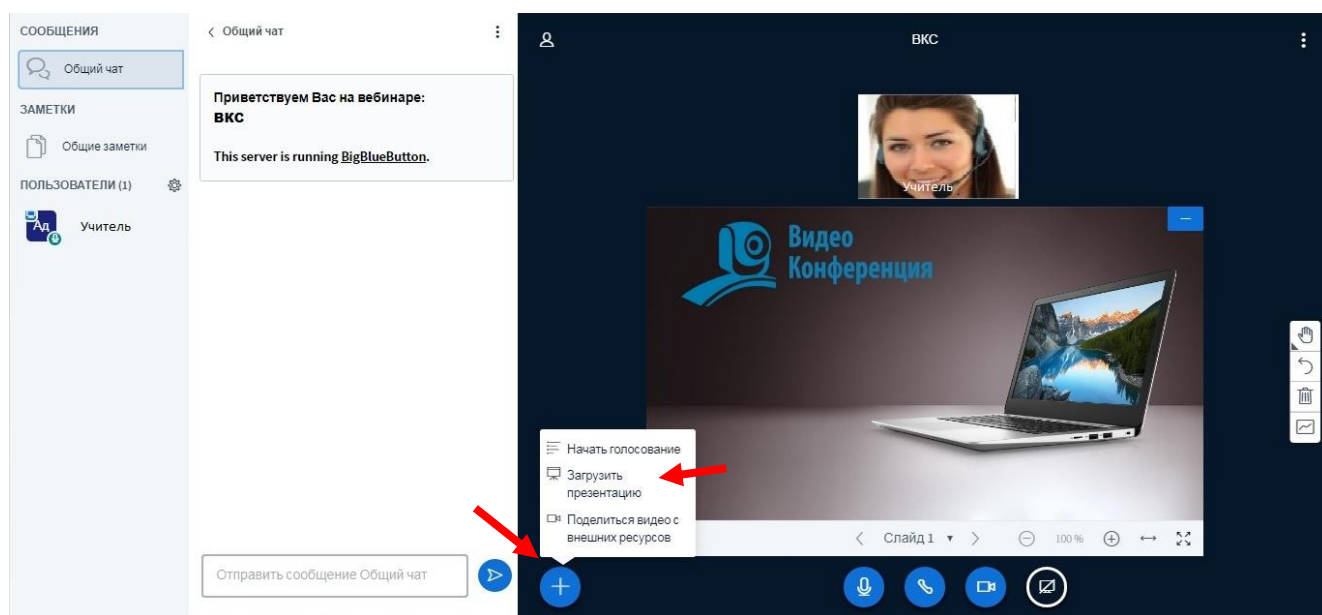 СООБЩЕНИЯ
Общий чат
ЗАМЕТКИ
Общие заметки
ПОЛЬЗОВАТЕЛИ (1)
Ад
Учитель
Общий чат
Приветствуем Вас на вебинаре:
ВКС
This server is running BigBlueButton.
Отправить сообщение Общий чат
ВКС
Учитель
Видео
Конференция
Начать голосование
Загрузить
презентацию
Поделиться видео с
внешних ресурсов
Слайд 1
100 %